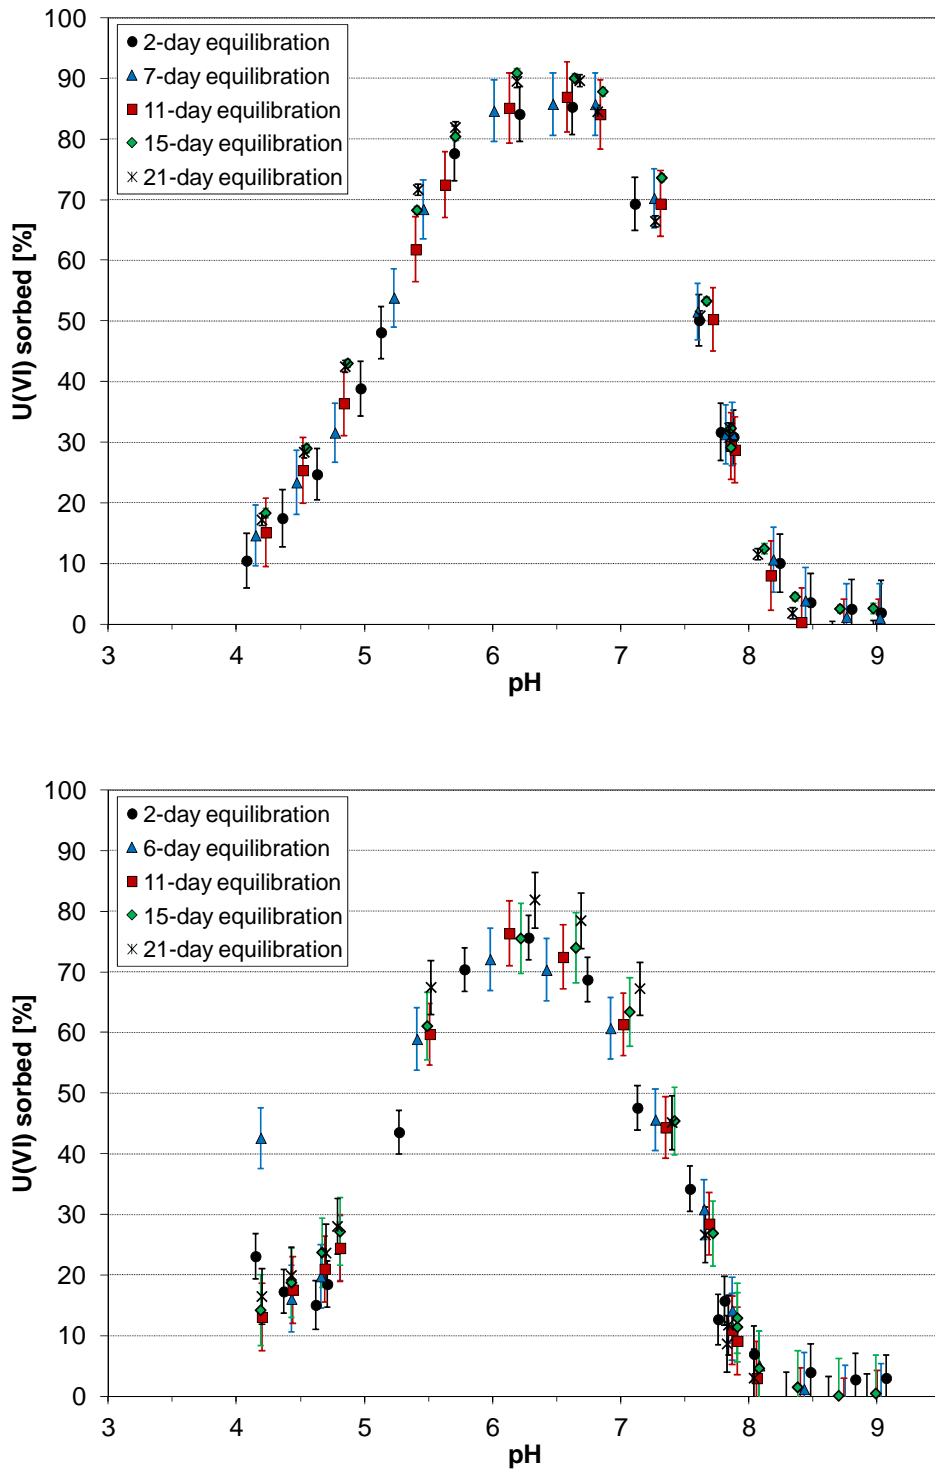 100
90
80
70
60
50
40
30
20
10
0
U(VI) sorbed [%]
2-day equilibration
7-day equilibration
11-day equilibration
15-day equilibration
21-day equilibration
3 4 5 6 7 8 9
pH
100
90
80
70
60
50
40
30
20
10
0
U(VI) sorbed [%]
2-day equilibration
6-day equilibration
11-day equilibration
15-day equilibration
21-day equilibration
3 4 5 6 7 8 9
pH